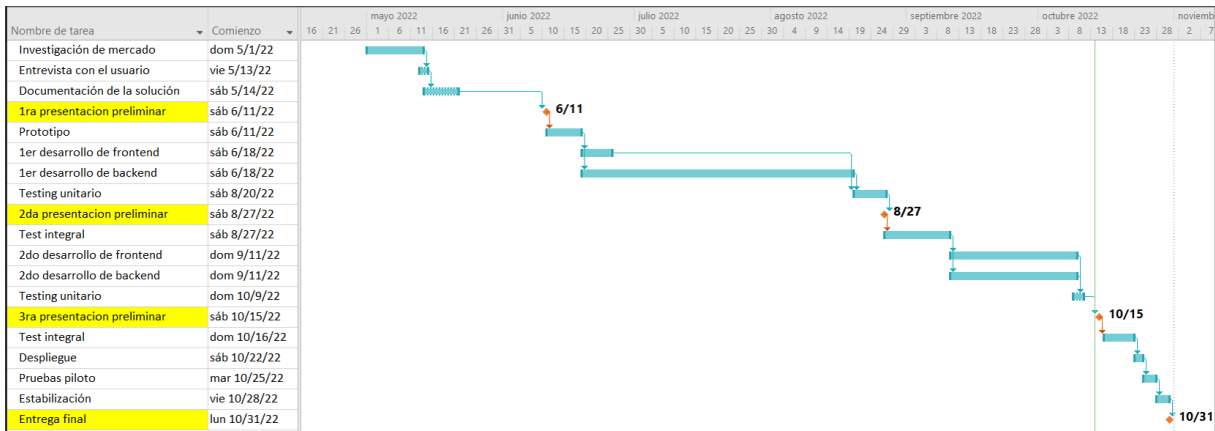 mayo 2022 junio 2022 julio 2022 agosto 2022 septiembre 2022 octubre 2022 noviemb
Nombre de tarea Comienzo 16 21 26 1 6 11 16 21 26 31 5 10 15 20 25 30 5 10 15 20 25 30 4 9 14 19 24 29 3 8 13 18 23 28 3 8 13 18 23 28 2 7
Investigación de mercado dom 5/1/22
Entrevista con el usuario vie 5/13/22
Documentación de la solución sáb 5/14/22
1ra presentacion preliminar sáb 6/11/22 6/11
Prototipo sáb 6/11/22
1er desarrollo de frontend sáb 6/18/22
1er desarrollo de backend sáb 6/18/22
Testing unitario sáb 8/20/22
2da presentacion preliminar sáb 8/27/22 8/27
Test integral sáb 8/27/22
2do desarrollo de frontend dom 9/11/22
2do desarrollo de backend dom 9/11/22
Testing unitario dom 10/9/22
3ra presentacion preliminar sáb 10/15/22 10/15
Test integral dom 10/16/22
Despliegue sáb 10/22/22
Pruebas piloto mar 10/25/22
Estabilización vie 10/28/22
Entrega final lun 10/31/22 10/31